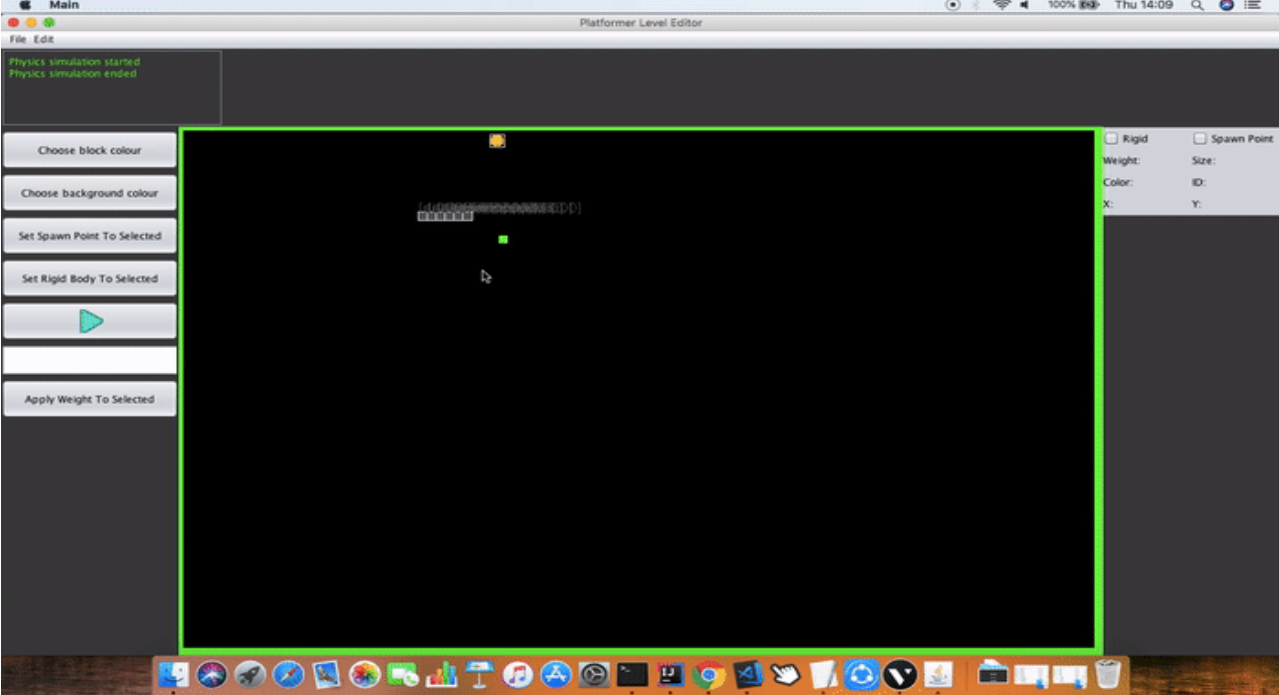 Main
100%
Thu 14:09
Platformer Level Editor
File Edit
Physics simulation started
Physics simulation ended
Choose block colour
Choose background colour
Set Spawn Point To Selected
Set Rigid Body To Selected
Apply Weight To Selected
Rigid
Spawn Point
Weight:
Size:
Color:
ID:
X:
Y: